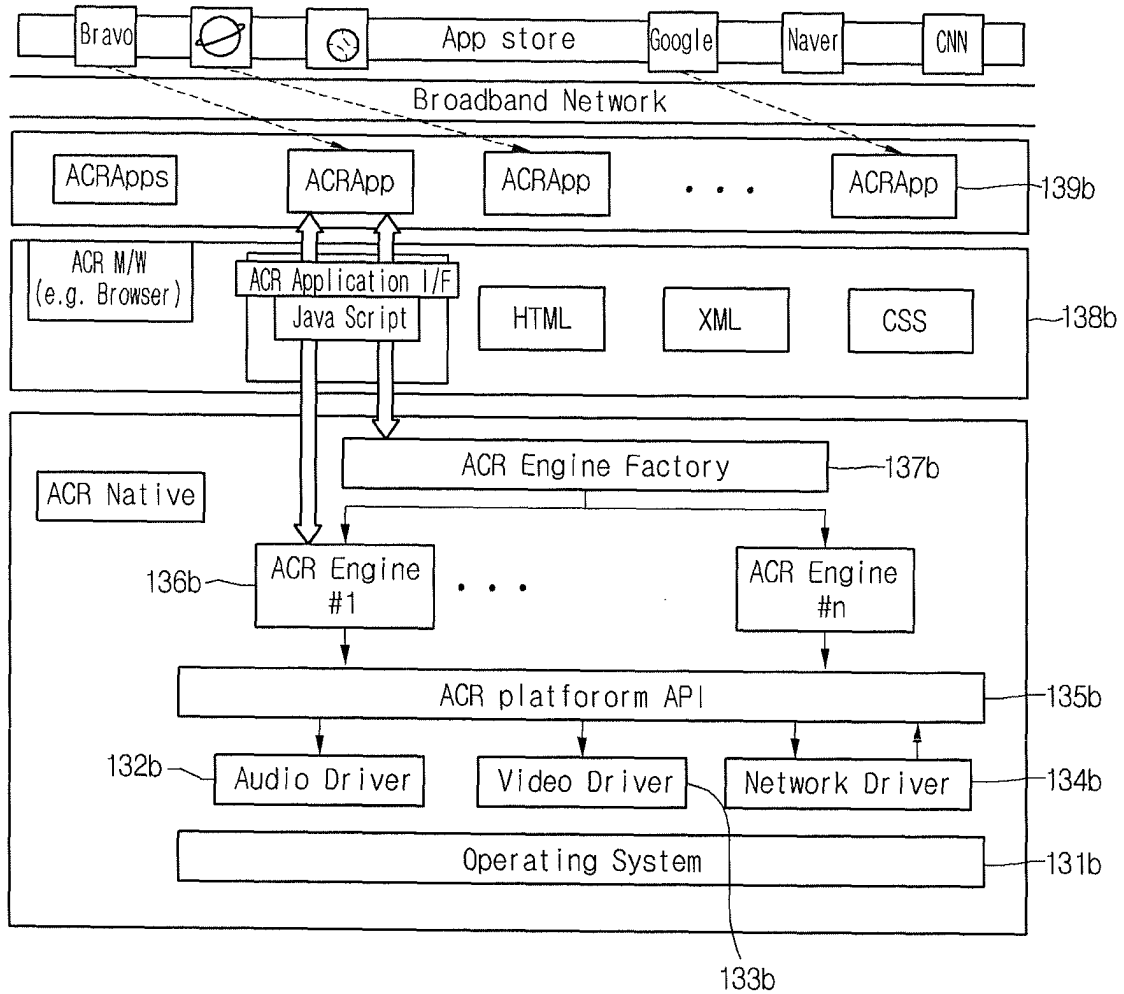 Bravo
App store
Google
Naver
CNN
Broadband Network
ACRApps
ACRApp
ACRApp
. . .
ACRApp
139b
ACR M/W
(e.g. Browser)
ACR Application I/F
Java Script
HTML
XML
CSS
138b
ACR Engine Factory
137b
ACR Native
136b
ACR Engine
#1
. . .
ACR Engine
#n
ACR platfororm API
135b
132b
Audio Driver
Video Driver
Network Driver
134b
Operating System
131b
133b